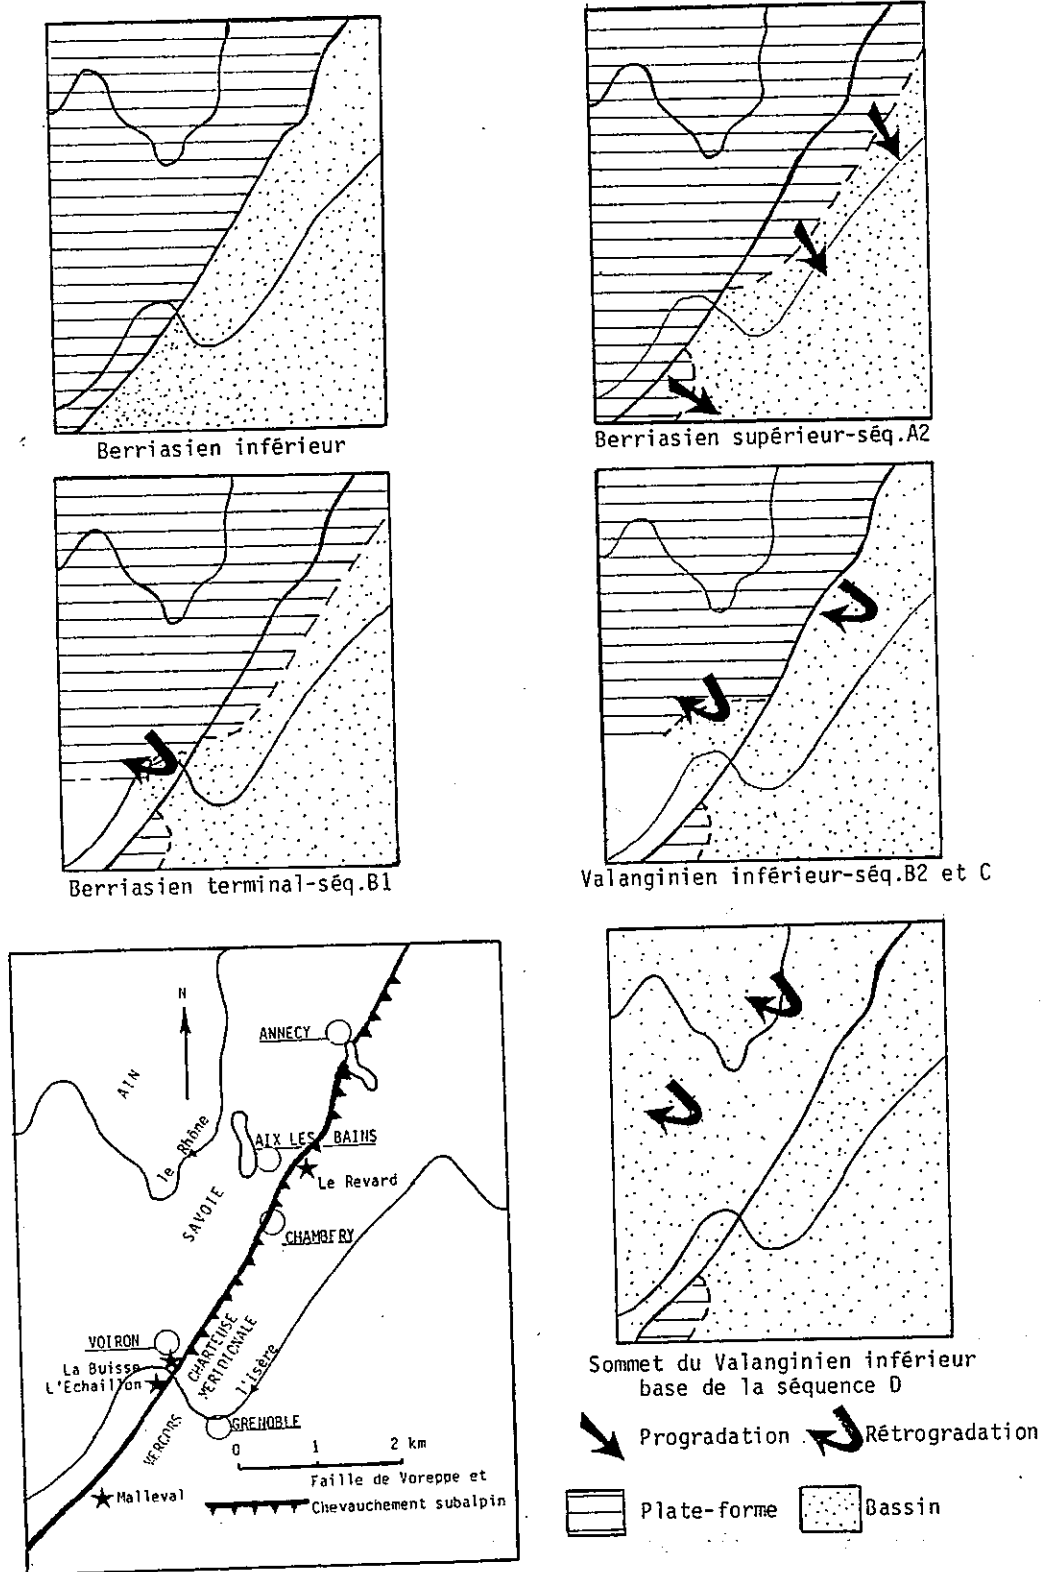 Berriasien inférieur
Berriasien supérieur-séq.A2
Berriasien terminal-séq.B1
Valanginien inférieur-séq.B2 et C
N
ANNECY
AIN
le Rhône
AIX LES BAINS
Le Revard
SAVOIE
CHAMBERY
VOIRON
La Buisse
L'Echaillon
CHARTEUSE
MERIDIONALE
l'isère
GRENOBLE
VERCORS
0 1 2 km
Malleval
Faille de Voreppe et
Chevauchement subalpin
Sommet du Valanginien inférieur
base de la séquence D
Progradation
Rétrogradation
Plate-forme
Bassin